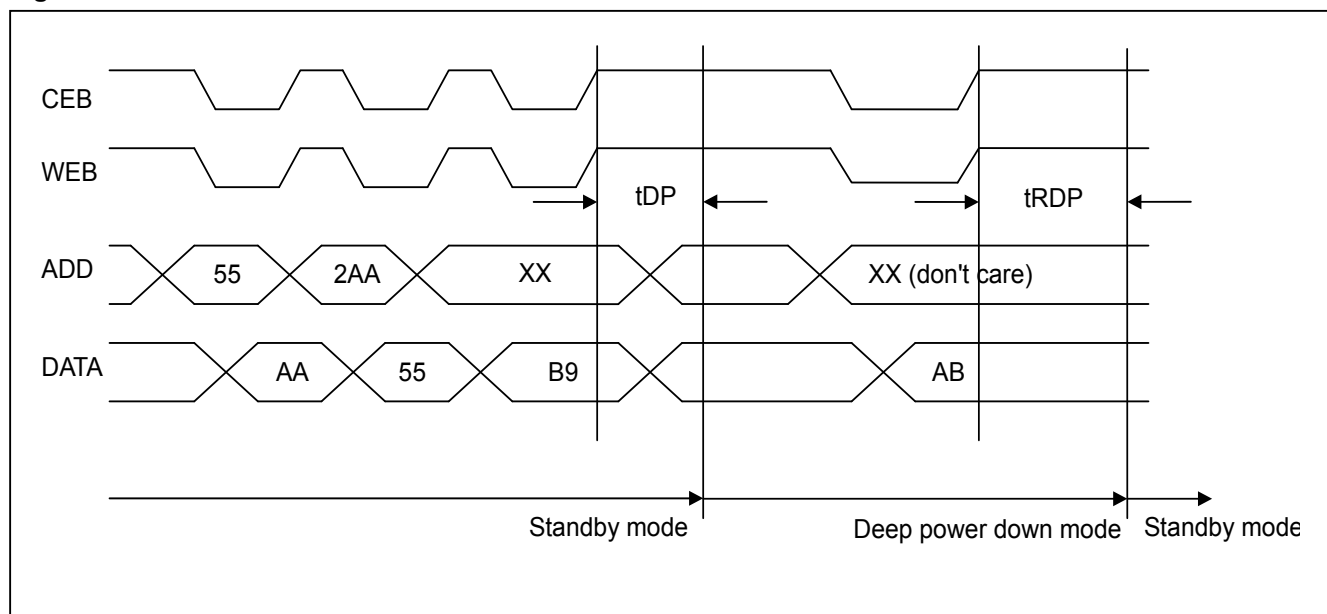 CEB
WEB
tDP
tRDP
ADD
55
2AA
XX
XX (don't care)
DATA
AA
55
B9
AB
Standby mode
Deep power down mode
Standby mode